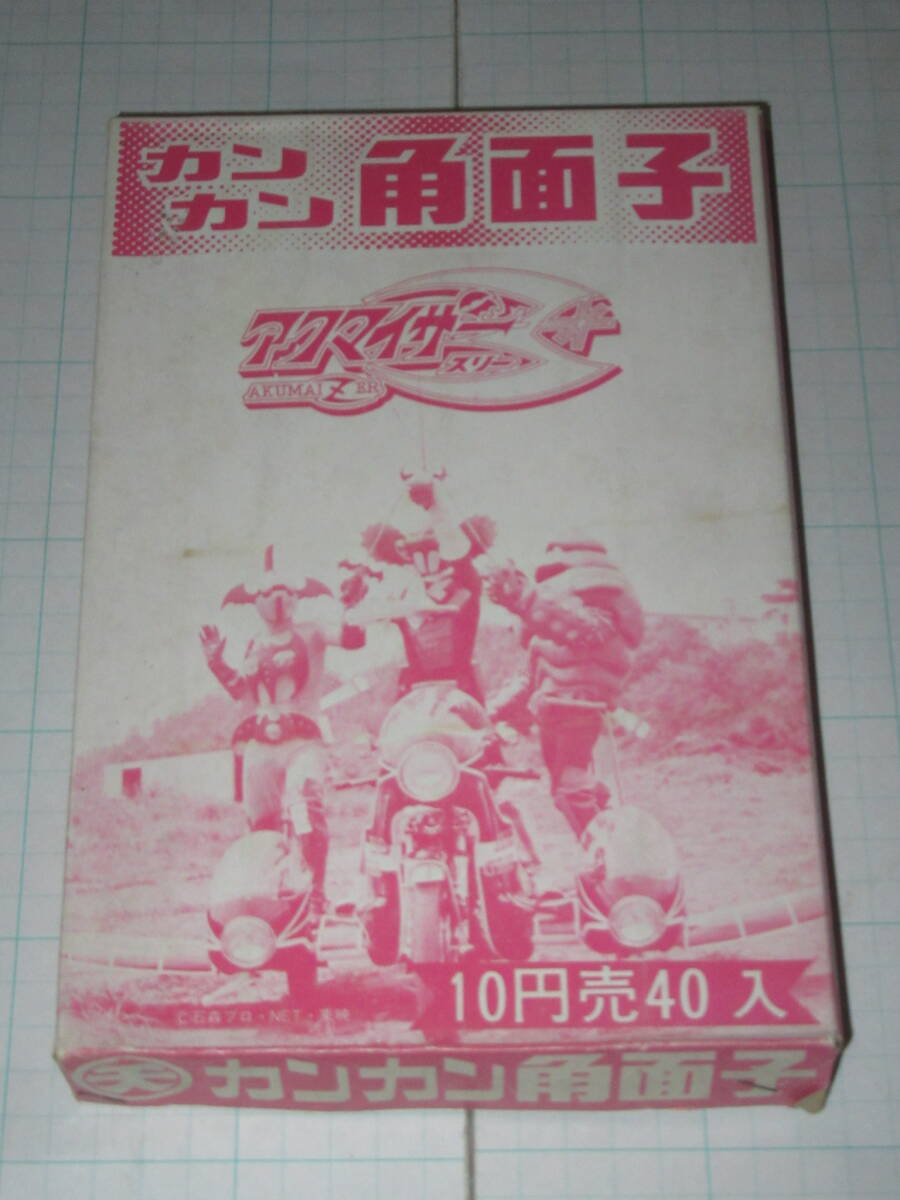 カン
カン 角面子
アクマイザー
スリー
AKUMAIZER
10円売40入
©石森プロ・NET・東映
大 カンカン角面子